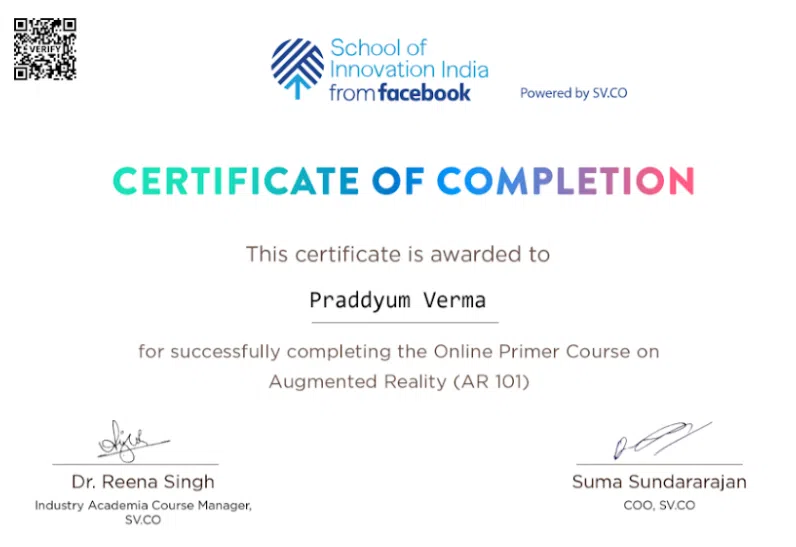 VERIFY
School of
Innovation India
from facebook
Powered by SV.CO
CERTIFICATE OF COMPLETION
This certificate is awarded to
Praddyum Verma
for successfully completing the Online Primer Course on
Augmented Reality (AR 101)
Dr. Reena Singh
Industry Academia Course Manager,
SV.CO
Suma Sundararajan
COO, SV.CO